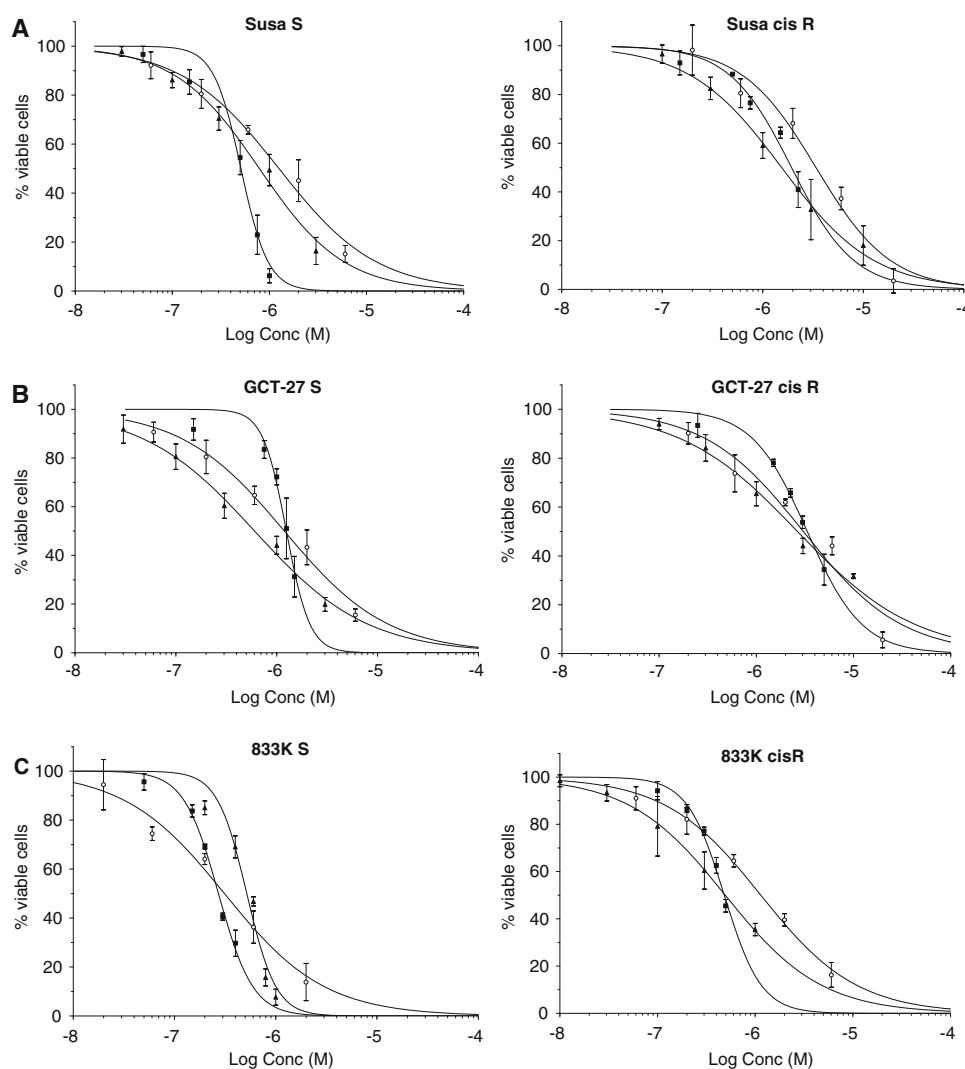 A
Susa S
Susa cis R
% viable cells
100
80
60
40
20
0
-8 -7 -6 -5 -4
Log Conc (M)
% viable cells
100
80
60
40
20
0
-8 -7 -6 -5 -4
Log Conc (M)
B
GCT-27 S
GCT-27 cis R
% viable cells
100
80
60
40
20
0
-8 -7 -6 -5 -4
Log Conc (M)
% viable cells
100
80
60
40
20
0
-8 -7 -6 -5 -4
Log Conc (M)
C
833K S
833K cisR
% viable cells
100
80
60
40
20
0
-8 -7 -6 -5 -4
Log Conc (M)
% viable cells
100
80
60
40
20
0
-8 -7 -6 -5 -4
Log Conc (M)